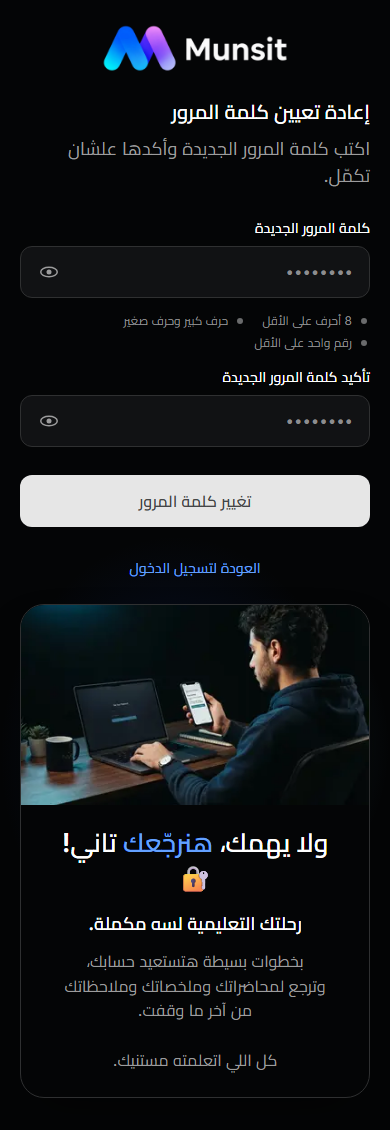 Munsit
إعادة تعيين كلمة المرور
اكتب كلمة المرور الجديدة وأكدها علشان
تكمّل.
كلمة المرور الجديدة
8 أحرف على الأقل
حرف كبير وحرف صغير
رقم واحد على الأقل
تأكيد كلمة المرور الجديدة
تغيير كلمة المرور
العودة لتسجيل الدخول
ولا يهمك، هنرجّعك تاني!
رحلتك التعليمية لسه مكملة.
بخطوات بسيطة هتستعيد حسابك،
وترجع لمحاضراتك وملخصاتك وملاحظاتك
من آخر ما وقفت.
كل اللي اتعلمته مستنيك.